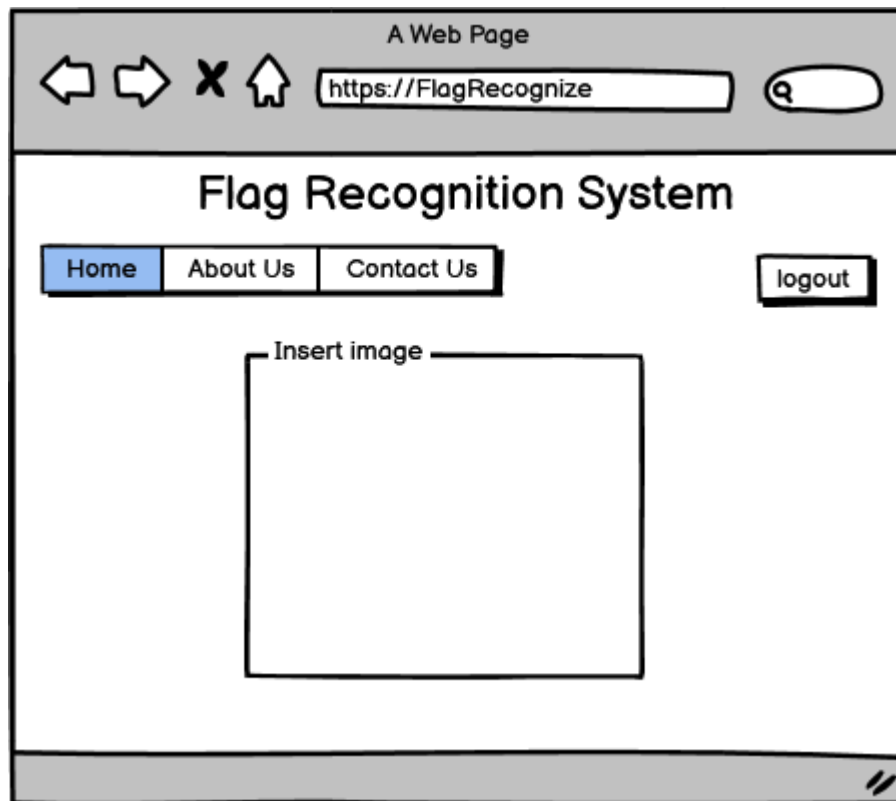 A Web Page
https://FlagRecognize
Flag Recognition System
Home About Us Contact Us
logout
Insert image